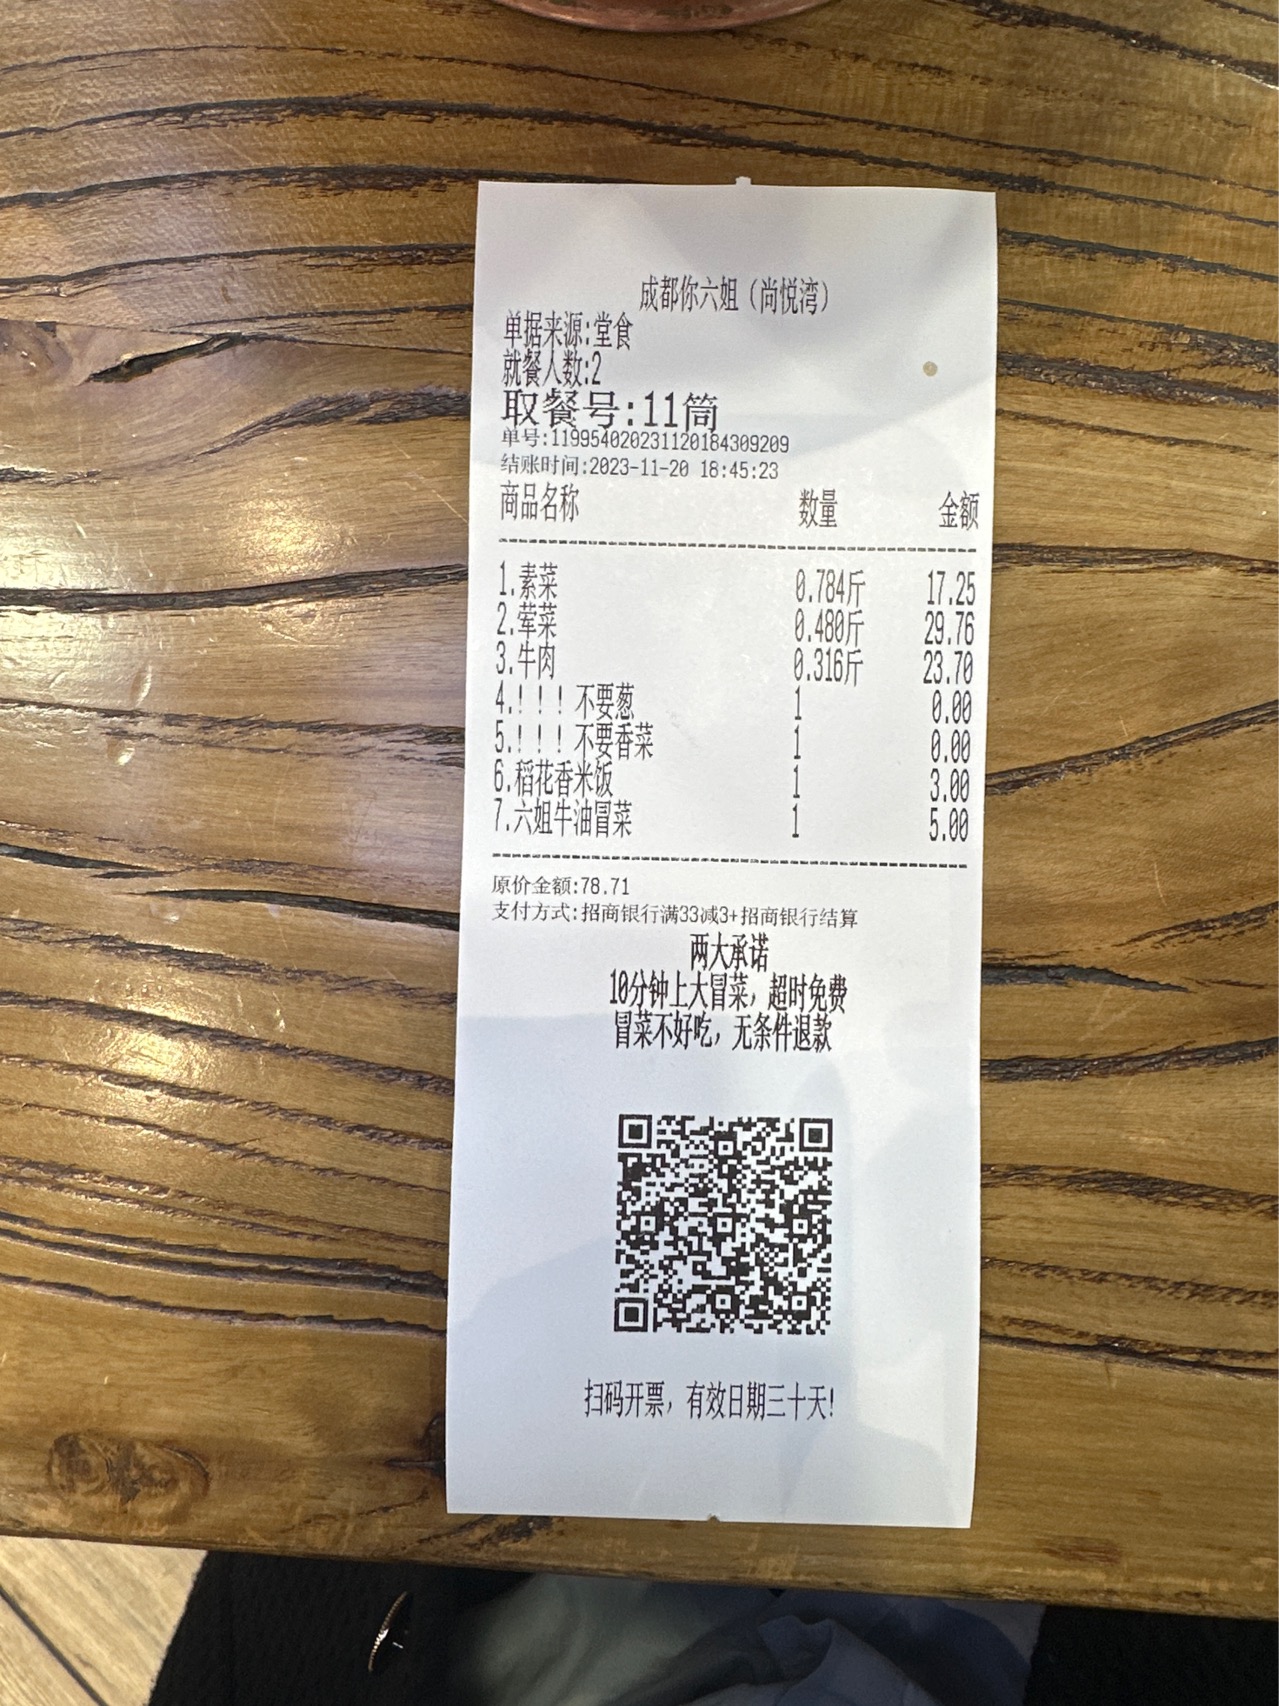 成都你六姐（尚悦湾）
单据来源:堂食
就餐人数:2
取餐号:11筒
单号:119954020231120184309209
结账时间:2023-11-20 18:45:23
商品名称 数量 金额
1.素菜 0.784斤 17.25
2.荤菜 0.480斤 29.76
3.牛肉 0.316斤 23.70
4.!!!不要葱 1 0.00
5.!!!不要香菜 1 0.00
6.稻花香米饭 1 3.00
7.六姐牛油冒菜 1 5.00
原价金额:78.71
支付方式:招商银行满33减3+招商银行结算
两大承诺
10分钟上大冒菜，超时免费
冒菜不好吃，无条件退款
扫码开票，有效日期三十天!